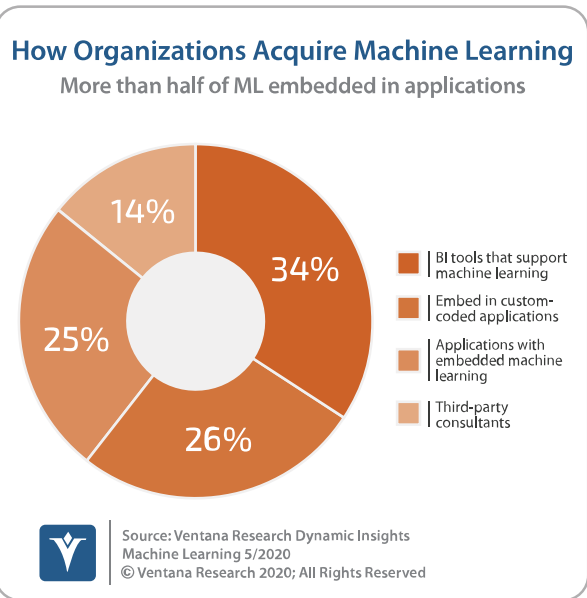 How Organizations Acquire Machine Learning
More than half of ML embedded in applications
14%
34%
25%
26%
BI tools that support
machine learning
Embed in custom-
coded applications
Applications with
embedded machine
learning
Third-party
consultants
Source: Ventana Research Dynamic Insights
Machine Learning 5/2020
© Ventana Research 2020; All Rights Reserved